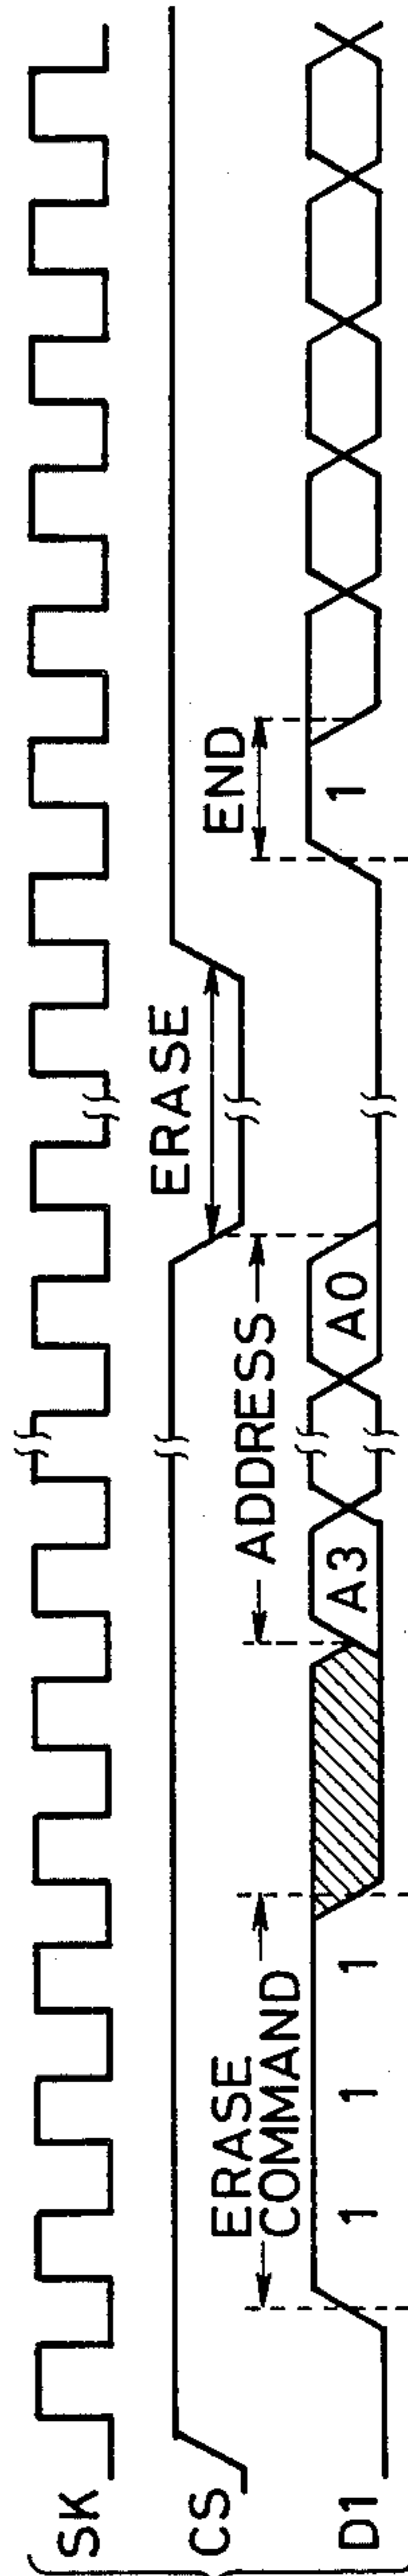 SK
CS
ERASE
D1
ERASE
COMMAND
1 1 1
ADDRESS
A3
A0
END
1